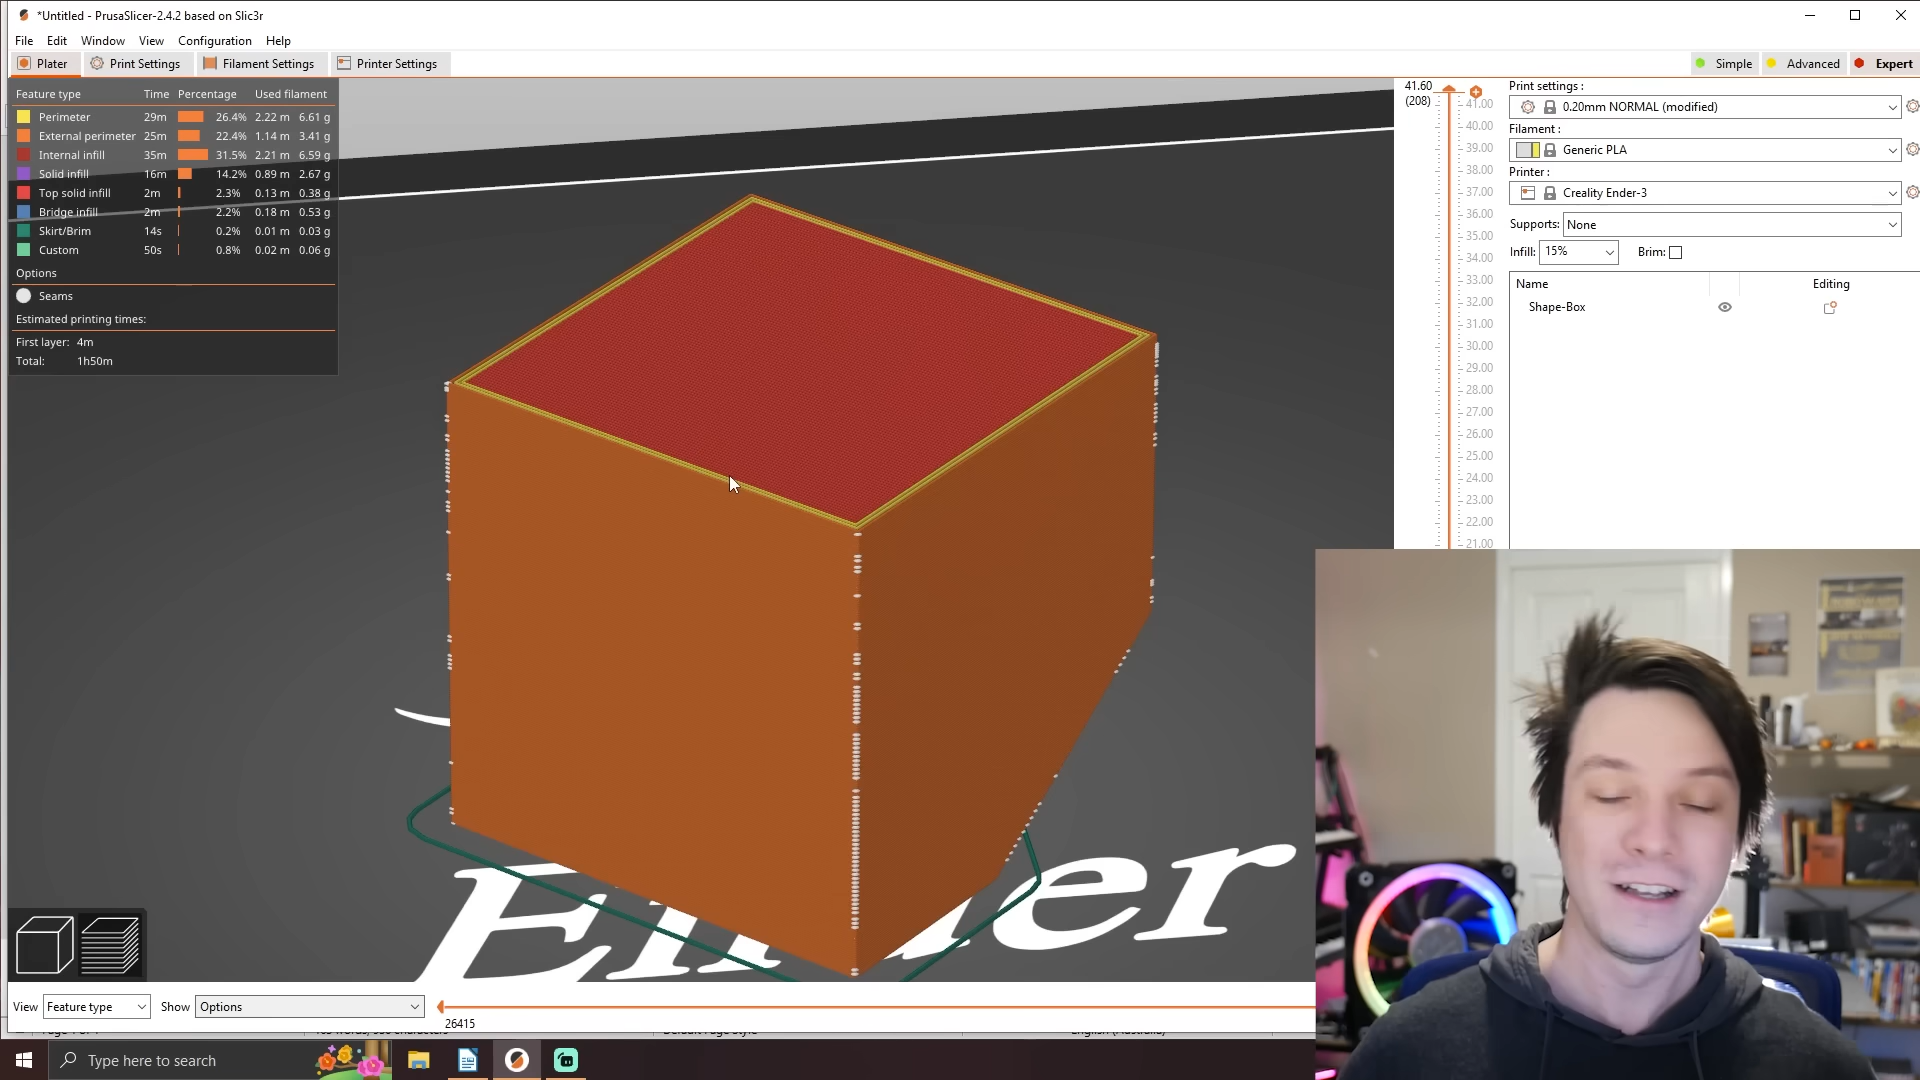 *Untitled - PrusaSlicer-2.4.2 based on Slic3r
File Edit Window View Configuration Help
Plater Print Settings Filament Settings Printer Settings Simple Advanced Expert
Feature type Time Percentage Used filament
Perimeter 29m 26.4% 2.22 m 6.61 g
External perimeter 25m 22.4% 1.14 m 3.41 g
Internal infill 35m 31.5% 2.21 m 6.59 g
Solid infill 16m 14.2% 0.89 m 2.67 g
Top solid infill 2m 2.3% 0.13 m 0.38 g
Bridge infill 2m 2.2% 0.18 m 0.53 g
Skirt/Brim 14s 0.2% 0.01 m 0.03 g
Custom 50s 0.8% 0.02 m 0.06 g
Options
Seams
Estimated printing times:
First layer: 4m
Total: 1h50m
41.60
(208)
41.00
40.00
39.00
38.00
37.00
36.00
35.00
34.00
33.00
32.00
31.00
30.00
29.00
28.00
27.00
26.00
25.00
24.00
23.00
22.00
21.00
Print settings :
0.20mm NORMAL (modified)
Filament :
Generic PLA
Printer :
Creality Ender-3
Supports: None
Infill: 15% Brim:
Name Editing
Shape-Box
Ender
View Feature type Show Options
26415
Type here to search